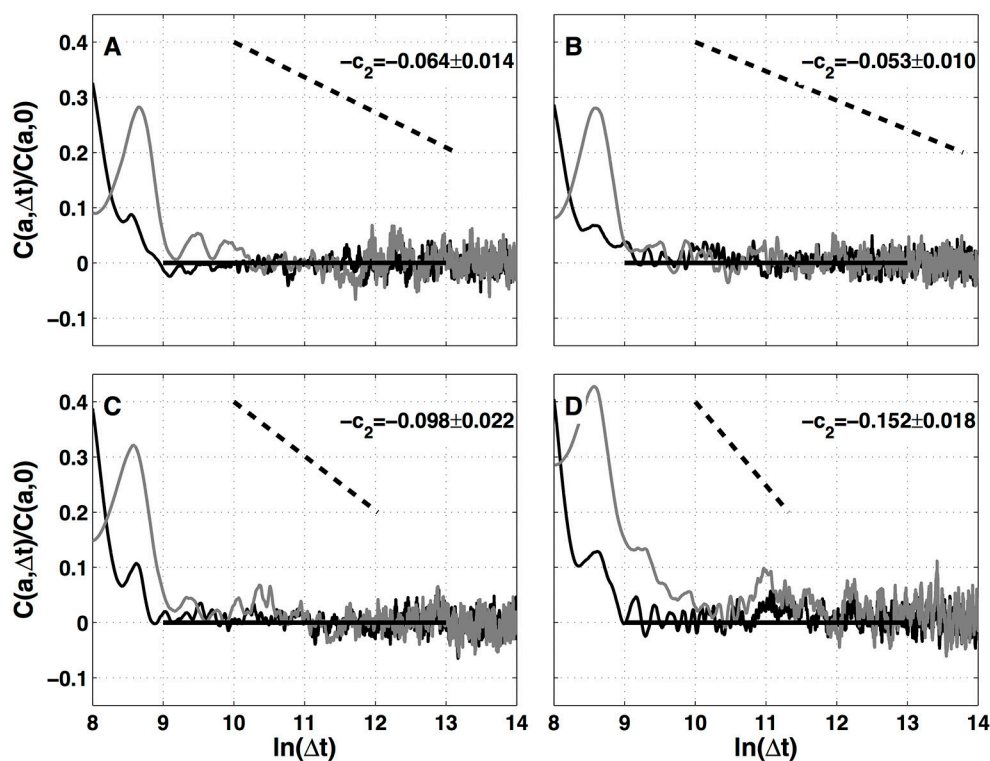 A
−c2=−0.064±0.014
B
−c2=−0.053±0.010
C(a,Δt)/C(a,0)
0.4
0.3
0.2
0.1
0
−0.1
C
−c2=−0.098±0.022
D
−c2=−0.152±0.018
C(a,Δt)/C(a,0)
0.4
0.3
0.2
0.1
0
−0.1
8 9 10 11 12 13 14
8 9 10 11 12 13 14
ln(Δt)
ln(Δt)